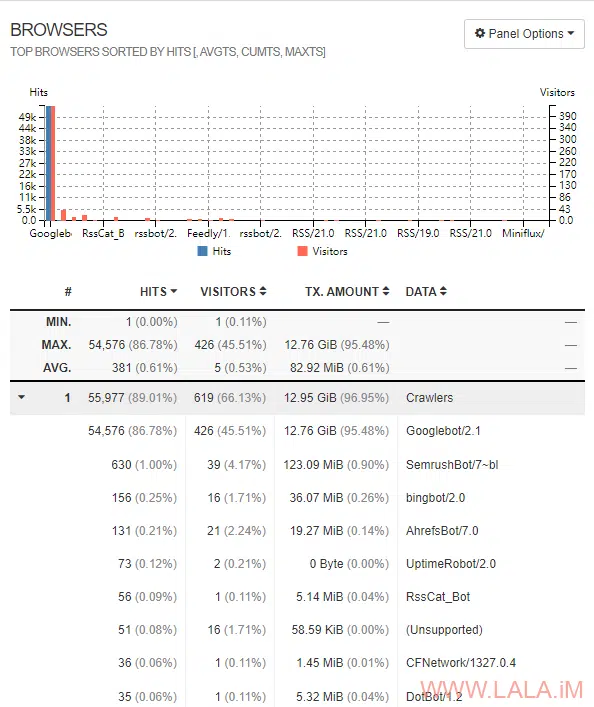 BROWSERS
Panel Options
TOP BROWSERS SORTED BY HITS [, AVGTS, CUMTS, MAXTS]
Hits Visitors
49k 390
44k 340
38k 300
33k 260
27k 220
22k 170
16k 130
11k 86
5.5k 43
0.0 0.0
Googlebo RssCat_B rssbot/2. Feedly/1. rssbot/2. RSS/21.0 RSS/21.0 RSS/19.0 RSS/21.0 Miniflux/
Hits Visitors
# HITS VISITORS TX. AMOUNT DATA
MIN. 1 (0.00%) 1 (0.11%) — —
MAX. 54,576 (86.78%) 426 (45.51%) 12.76 GiB (95.48%) —
AVG. 381 (0.61%) 5 (0.53%) 82.92 MiB (0.61%) —
1 55,977 (89.01%) 619 (66.13%) 12.95 GiB (96.95%) Crawlers
54,576 (86.78%) 426 (45.51%) 12.76 GiB (95.48%) Googlebot/2.1
630 (1.00%) 39 (4.17%) 123.09 MiB (0.90%) SemrushBot/7~bl
156 (0.25%) 16 (1.71%) 36.07 MiB (0.26%) bingbot/2.0
131 (0.21%) 21 (2.24%) 19.27 MiB (0.14%) AhrefsBot/7.0
73 (0.12%) 2 (0.21%) 0 Byte (0.00%) UptimeRobot/2.0
56 (0.09%) 1 (0.11%) 5.14 MiB (0.04%) RssCat_Bot
51 (0.08%) 16 (1.71%) 58.59 KiB (0.00%) (Unsupported)
36 (0.06%) 1 (0.11%) 1.45 MiB (0.01%) CFNetwork/1327.0.4
35 (0.06%) 1 (0.11%) 5.32 MiB (0.04%) DotBot/1.2
WWW.LALA.iM